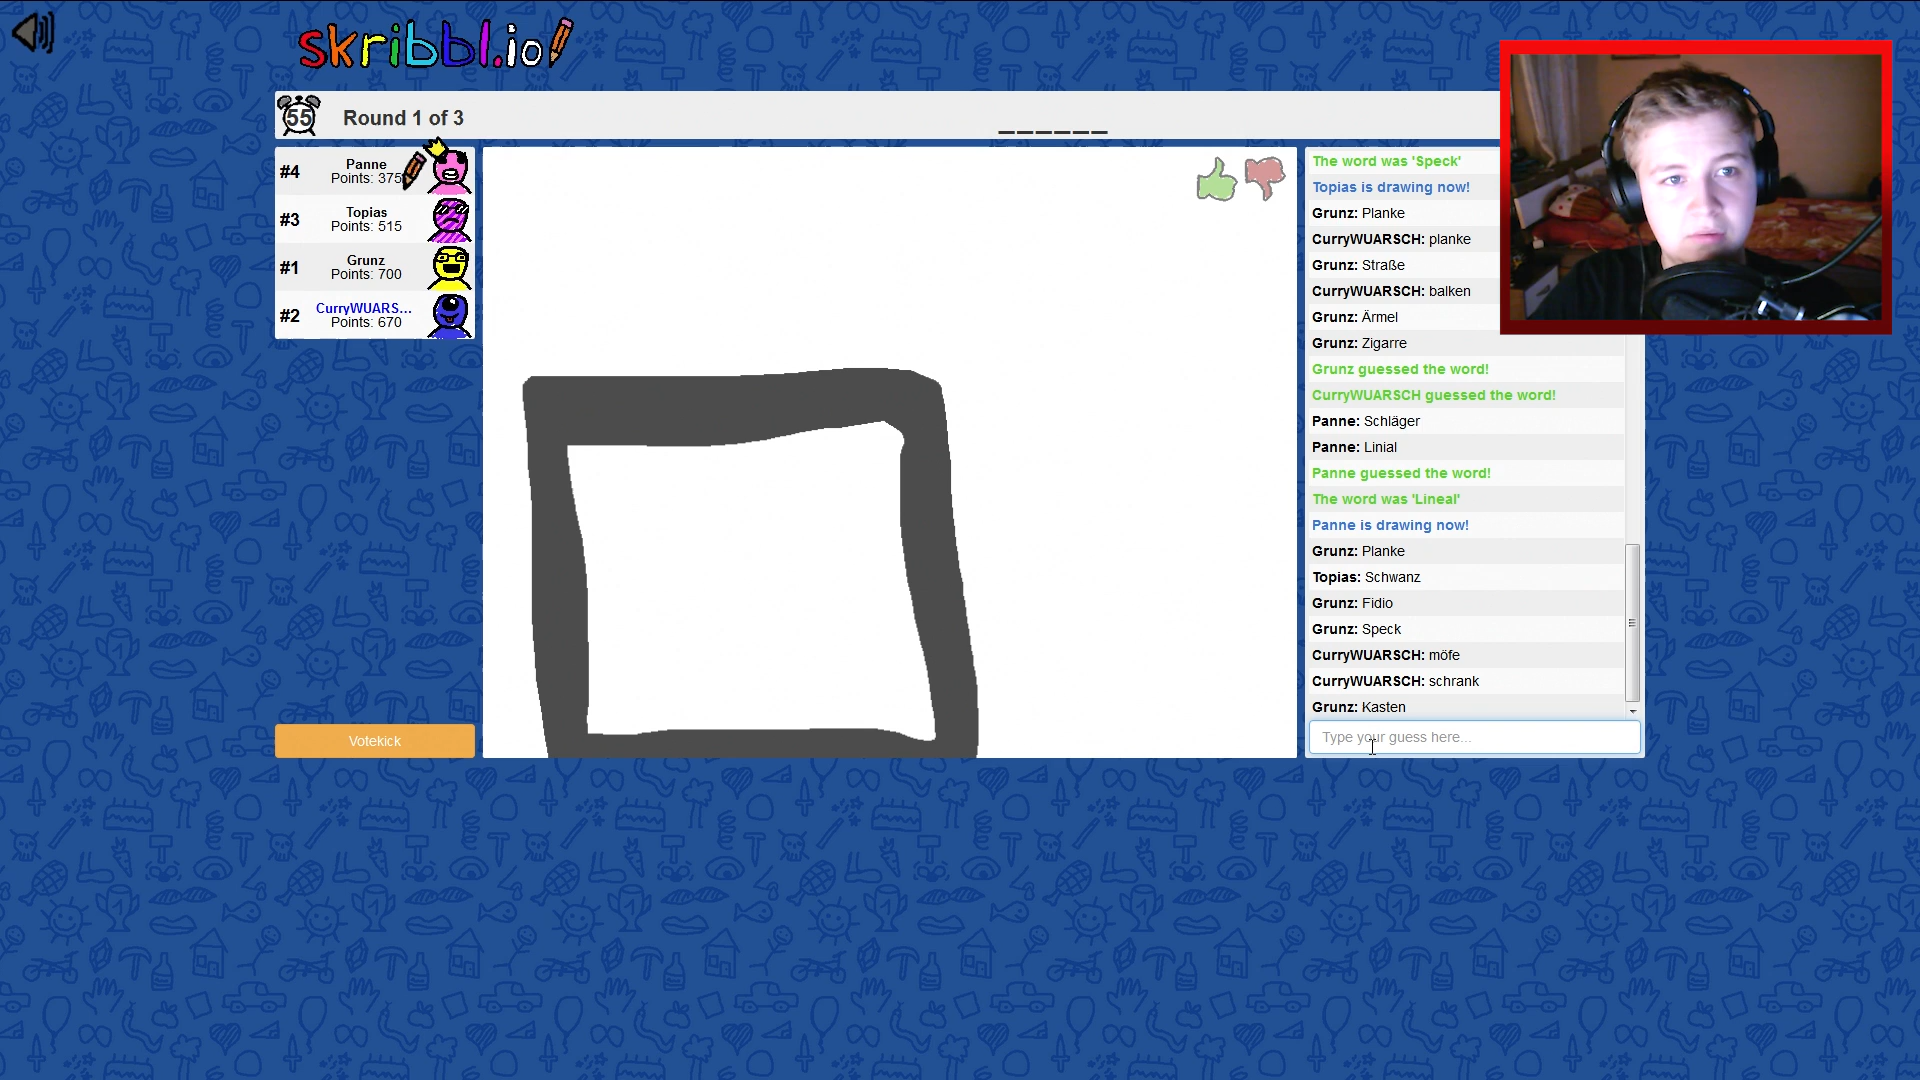 skribbl.io
55
Round 1 of 3
______
#4
Panne
Points: 375
#3
Topias
Points: 515
#1
Grunz
Points: 700
#2
CurryWUARS...
Points: 670
Votekick
The word was 'Speck'
Topias is drawing now!
Grunz: Planke
CurryWUARSCH: planke
Grunz: Straße
CurryWUARSCH: balken
Grunz: Ärmel
Grunz: Zigarre
Grunz guessed the word!
CurryWUARSCH guessed the word!
Panne: Schläger
Panne: Linial
Panne guessed the word!
The word was 'Lineal'
Panne is drawing now!
Grunz: Planke
Topias: Schwanz
Grunz: Fidio
Grunz: Speck
CurryWUARSCH: möfe
CurryWUARSCH: schrank
Grunz: Kasten
Type your guess here...